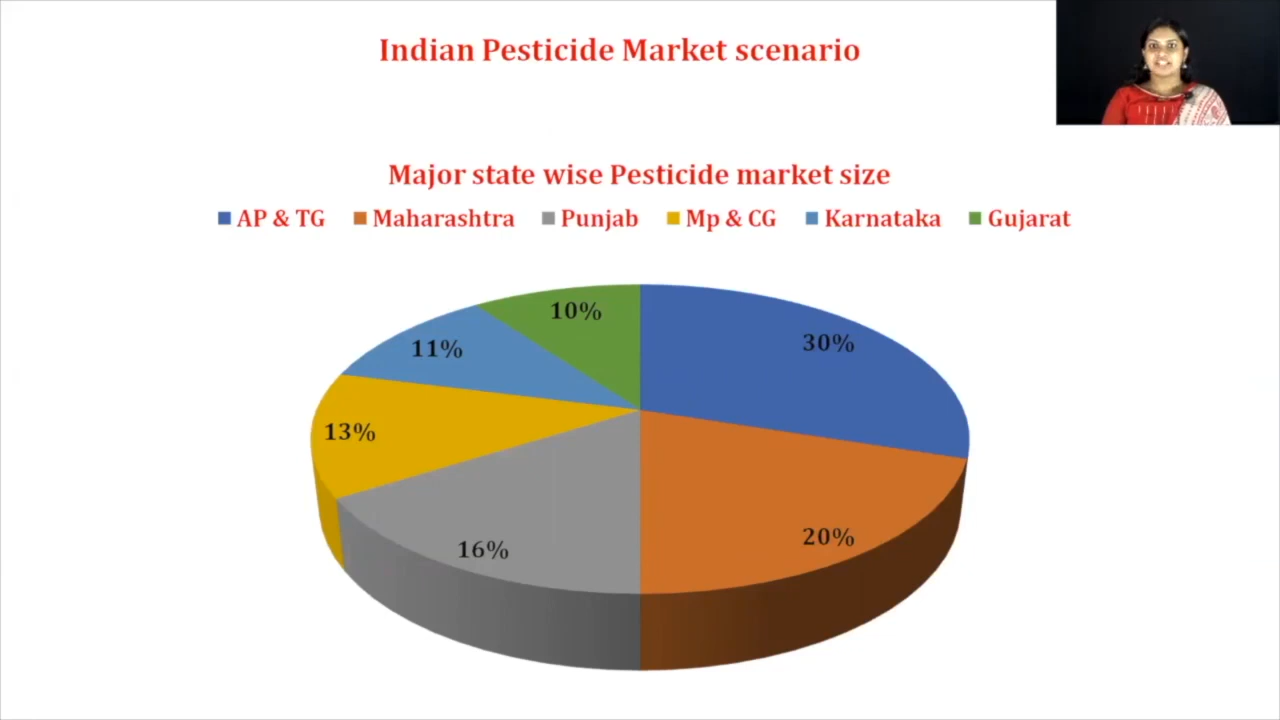 Indian Pesticide Market scenario
Major state wise Pesticide market size
AP & TG Maharashtra Punjab Mp & CG Karnataka Gujarat
10%
30%
11%
13%
20%
16%